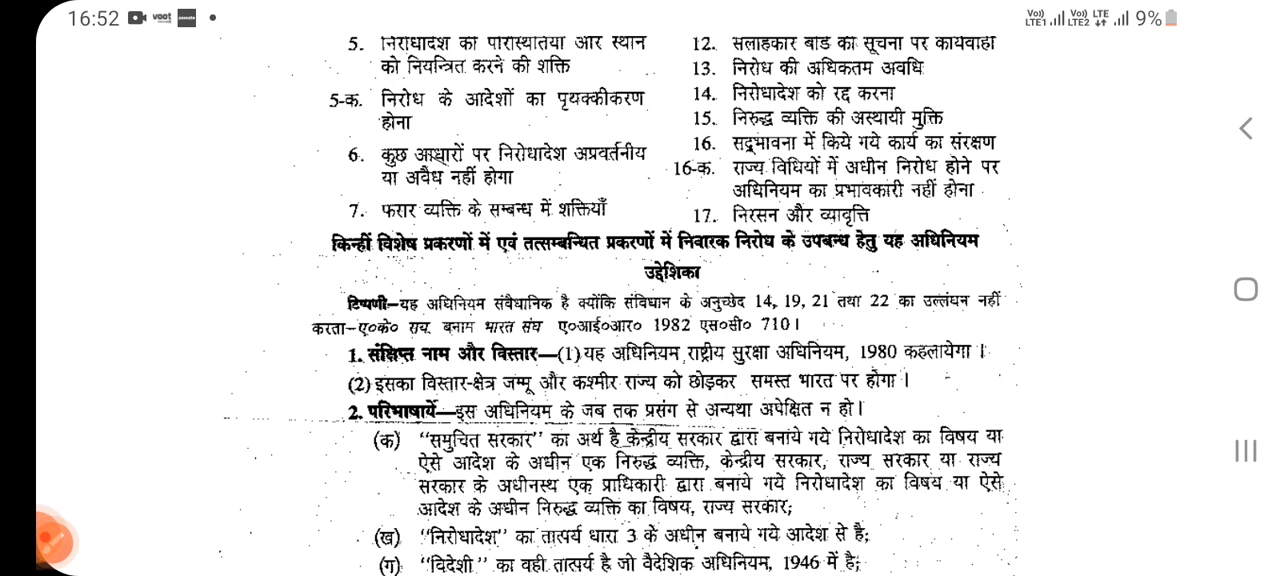 16:52 voot
Vo)) LTE1 Vo)) LTE2 LTE 9%
5. निरोधादेश की परिस्थितियों और स्थान को नियन्त्रित करने की शक्ति
5-क. निरोध के आदेशों का पृथक्कीकरण होना
6. कुछ आधारों पर निरोधादेश अप्रवर्तनीय या अवैध नहीं होगा
7. फरार व्यक्ति के सम्बन्ध में शक्तियाँ
12. सलाहकार बोर्ड की सूचना पर कार्यवाही
13. निरोध की अधिकतम अवधि
14. निरोधादेश को रद्द करना
15. निरुद्ध व्यक्ति की अस्थायी मुक्ति
16. सद्भावना में किये गये कार्य का संरक्षण
16-क. राज्य विधियों में अधीन निरोध होने पर
अधिनियम का प्रभावकारी नहीं होना
17. निरसन और व्यावृत्ति
किन्हीं विशेष प्रकरणों में एवं तत्सम्बन्धित प्रकरणों में निवारक निरोध के उपबन्ध हेतु यह अधिनियम
उद्देशिका
टिप्पणी–यह अधिनियम संवैधानिक है क्योंकि संविधान के अनुच्छेद 14, 19, 21 तथा 22 का उल्लंयन नहीं
करता–ए०के० राय बनाम भारत संघ ए०आई०आर० 1982 एस०सी० 710।
1. संक्षिप्त नाम और विस्तार—(1) यह अधिनियम राष्ट्रीय सुरक्षा अधिनियम, 1980 कहलायेगा।
(2) इसका विस्तार-क्षेत्र जम्मू और कश्मीर राज्य को छोड़कर समस्त भारत पर होगा।
2. परिभाषायें—इस अधिनियम के जब तक प्रसंग से अन्यथा अपेक्षित न हो।
(क) “समुचित सरकार” का अर्थ है केन्द्रीय सरकार द्वारा बनाये गये निरोधादेश का विषय या
ऐसे आदेश के अधीन एक निरुद्ध व्यक्ति, केन्द्रीय सरकार, राज्य सरकार या राज्य
सरकार के अधीनस्थ एक प्राधिकारी द्वारा बनाये गये निरोधादेश का विषय या ऐसे
आदेश के अधीन निरुद्ध व्यक्ति का विषय, राज्य सरकार;
(ख) “निरोधादेश” का तात्पर्य धारा 3 के अधीन बनाये गये आदेश से है;
(ग) “विदेशी” का वही तात्पर्य है जो वैदेशिक अधिनियम, 1946 में है;